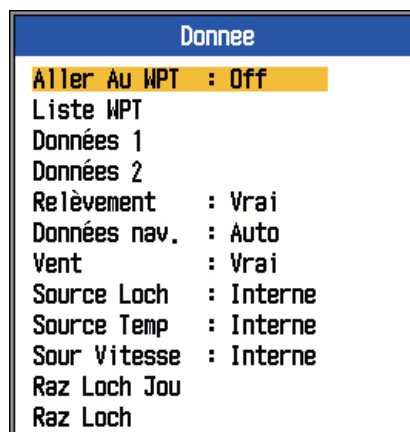 Donnee
Aller Au WPT : Off
Liste WPT
Données 1
Données 2
Relèvement : Vrai
Données nav. : Auto
Vent : Vrai
Source Loch : Interne
Source Temp : Interne
Sour Vitesse : Interne
Raz Loch Jou
Raz Loch